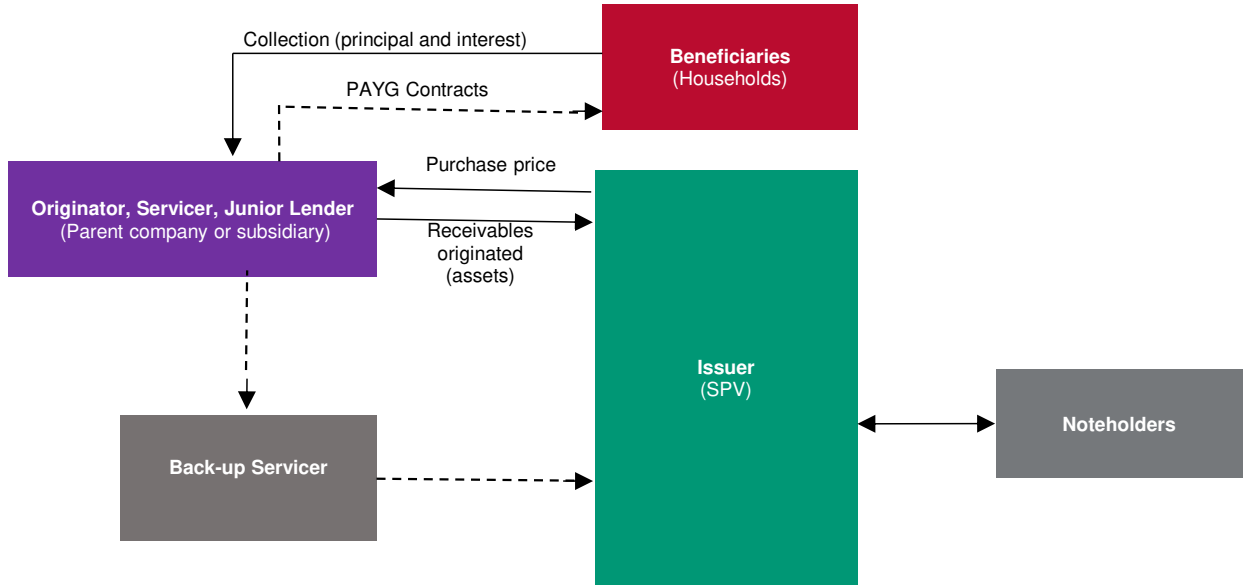 Collection (principal and interest)
Beneficiaries
(Households)
PAYG Contracts
Purchase price
Originator, Servicer, Junior Lender
(Parent company or subsidiary)
Receivables
originated
(assets)
Issuer
(SPV)
Noteholders
Back-up Servicer